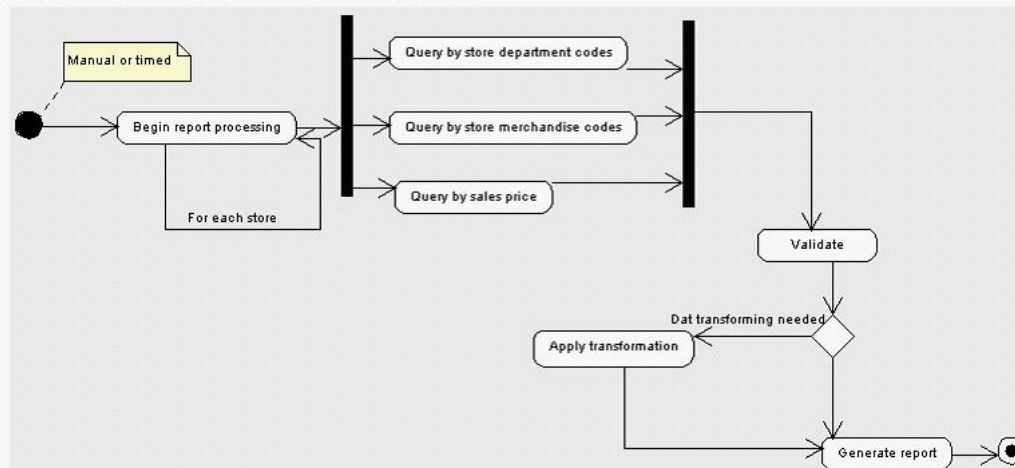 Manual or timed
Begin report processing
For each store
Query by store department codes
Query by store merchandise codes
Query by sales price
Validate
Dat transforming needed
Apply transformation
Generate report